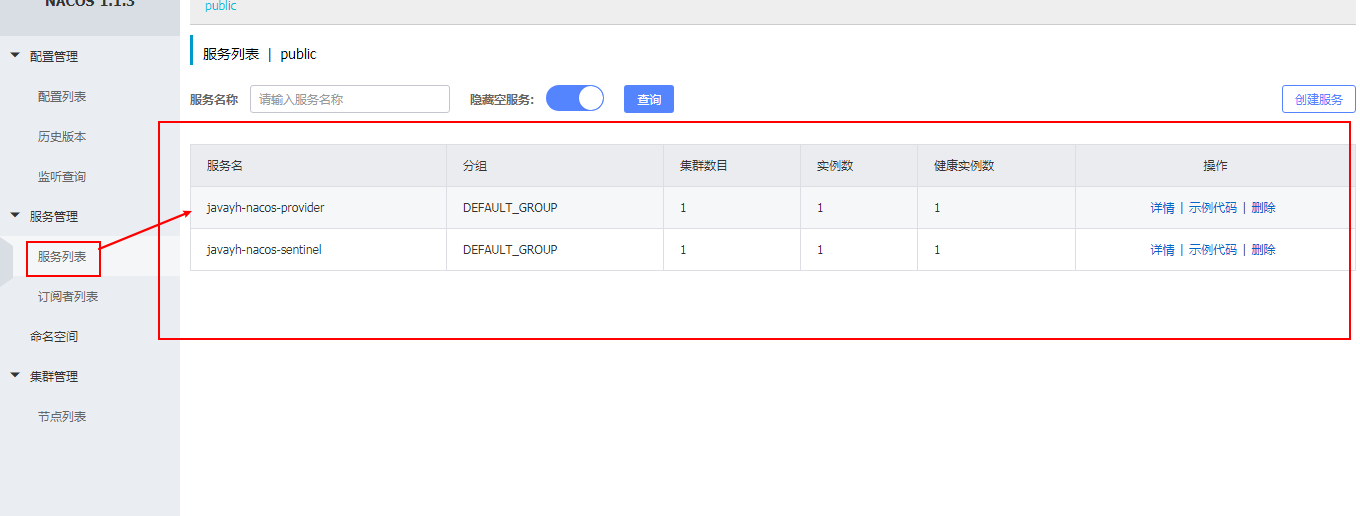 NACOS 1.1.3
配置管理
配置列表
历史版本
监听查询
服务管理
服务列表
订阅者列表
命名空间
集群管理
节点列表
public
服务列表 | public
服务名称 请输入服务名称 隐藏空服务: 查询 创建服务
服务名 分组 集群数目 实例数 健康实例数 操作
javayh-nacos-provider DEFAULT_GROUP 1 1 1 详情 | 示例代码 | 删除
javayh-nacos-sentinel DEFAULT_GROUP 1 1 1 详情 | 示例代码 | 删除